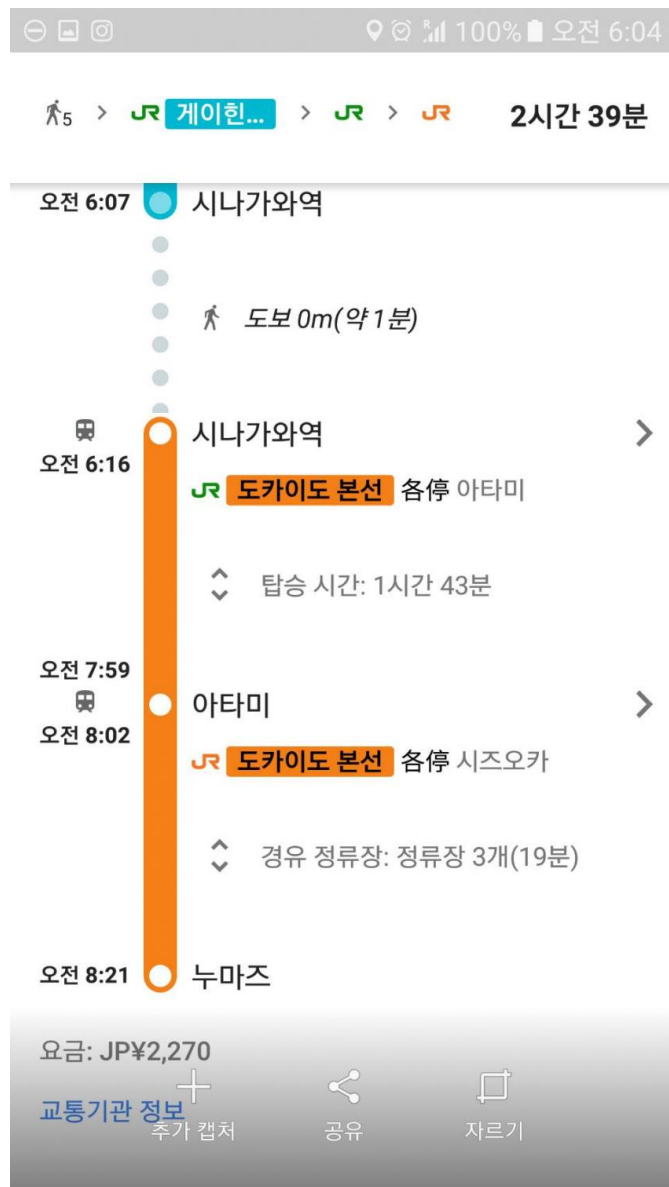 100% 오전 6:04
5 > JR 게이힌... > JR > JR 2시간 39분
오전 6:07 시나가와역
도보 0m(약 1분)
시나가와역
오전 6:16
JR 도카이도 본선 各停 아타미
탑승 시간: 1시간 43분
오전 7:59
아타미
오전 8:02
JR 도카이도 본선 各停 시즈오카
경유 정류장: 정류장 3개(19분)
오전 8:21 누마즈
요금: JP¥2,270
교통기관 정보
추가 캡처 공유 자르기